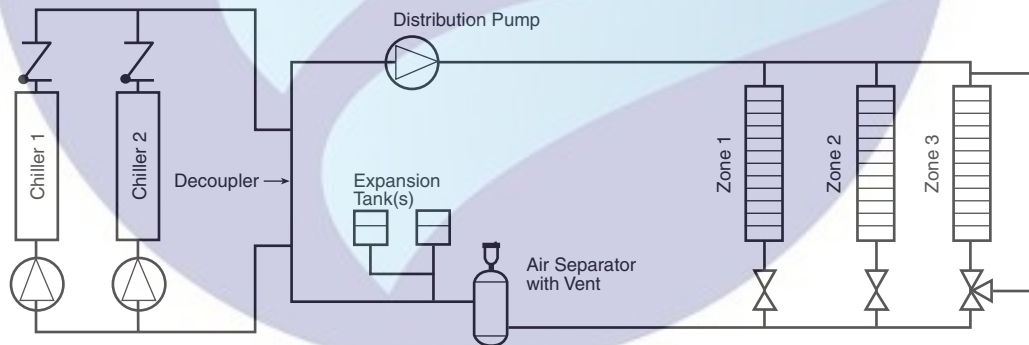 Distribution Pump
Chiller 1
Chiller 2
Decoupler
Expansion
Tank(s)
Air Separator
with Vent
Zone 1
Zone 2
Zone 3